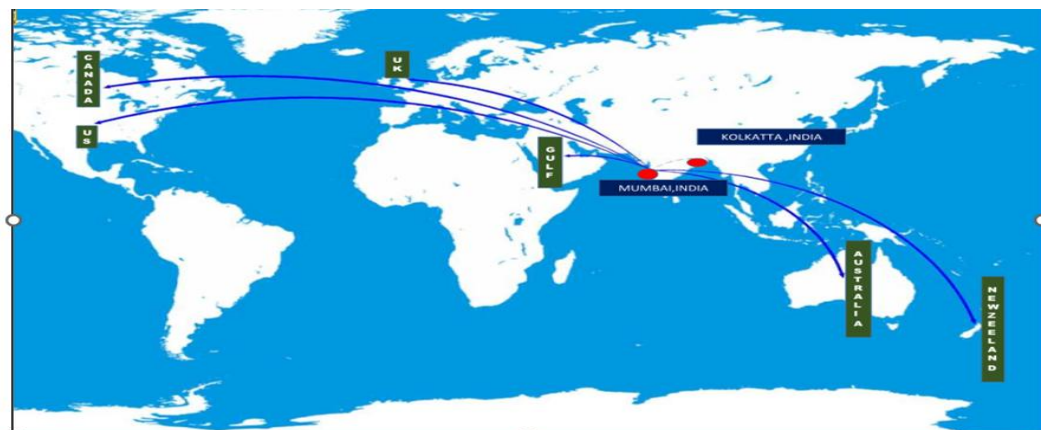 CANADA
UK
US
GULF
KOLKATTA ,INDIA
MUMBAI,INDIA
AUSTRALIA
NEWZEELAND